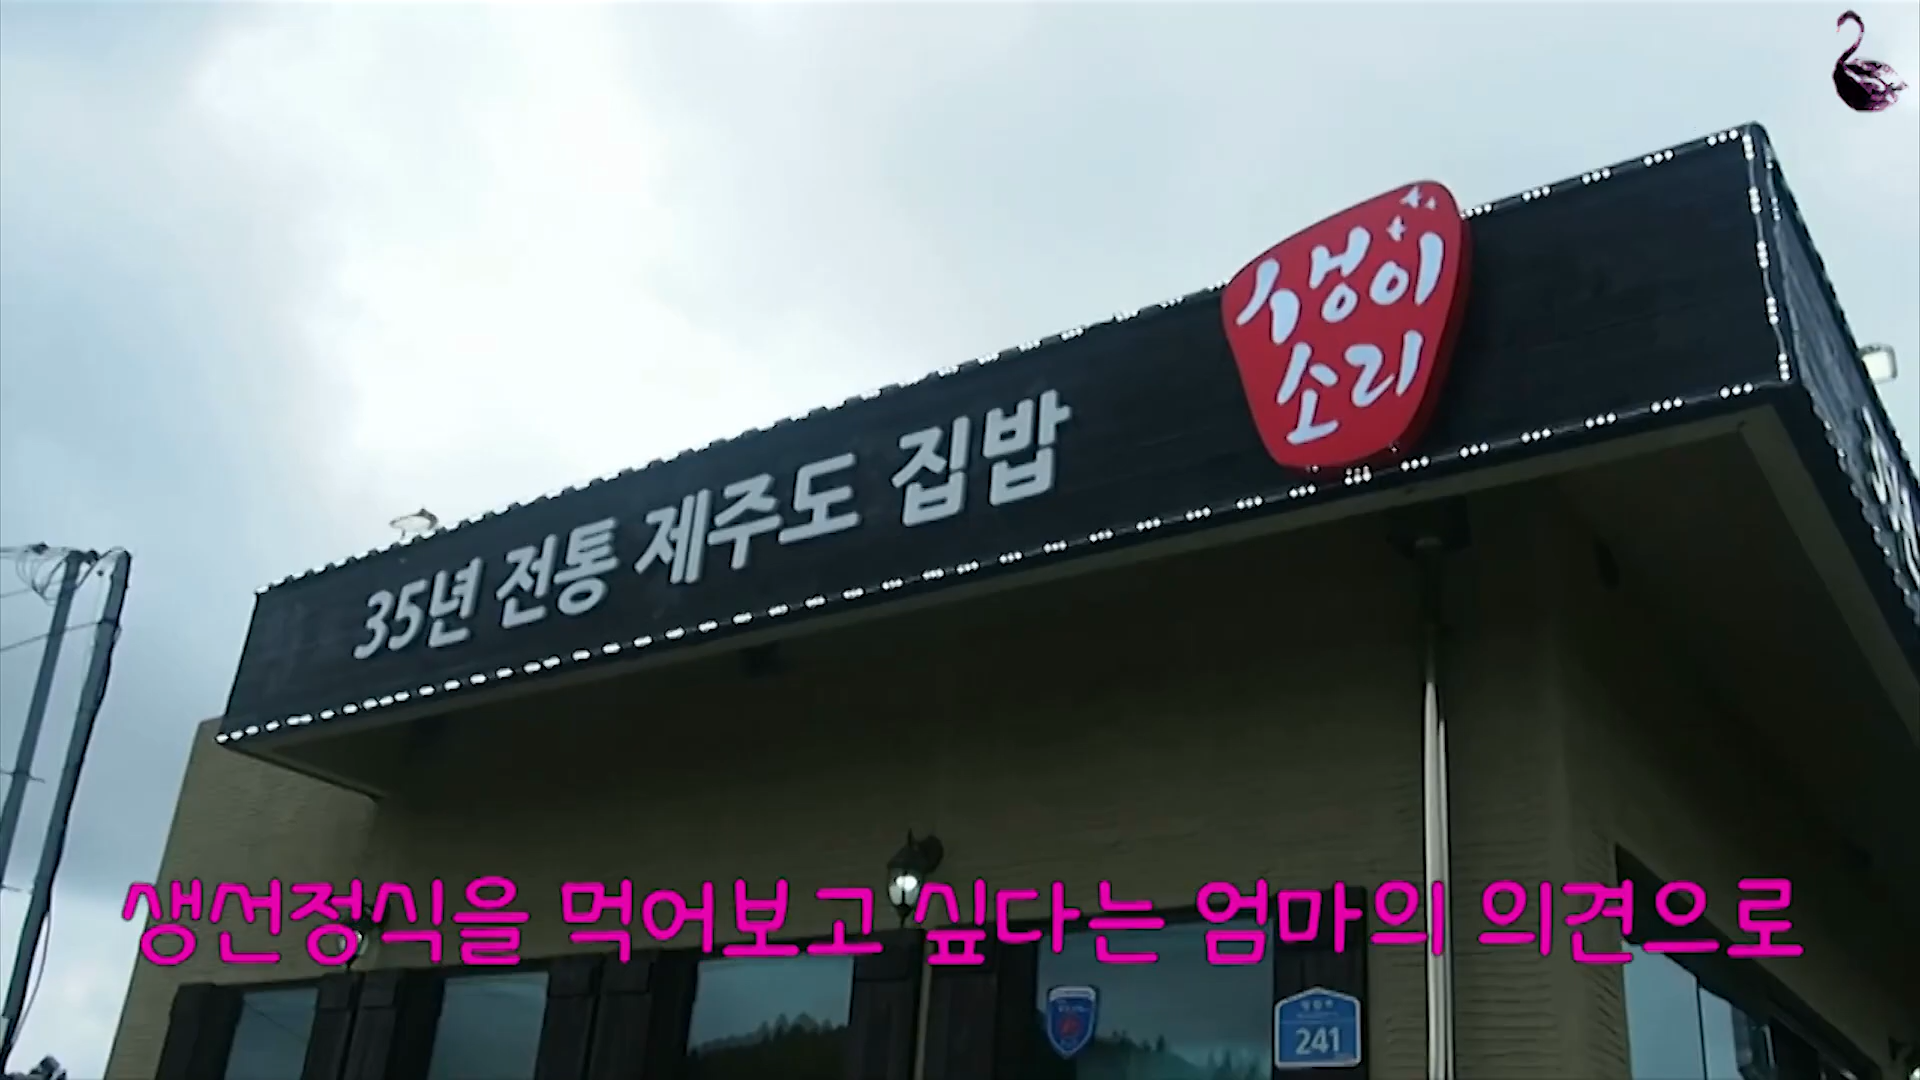 수생이
소리
35년 전통 제주도 집밥
생선정식을 먹어보고 싶다는 엄마의 의견으로
241